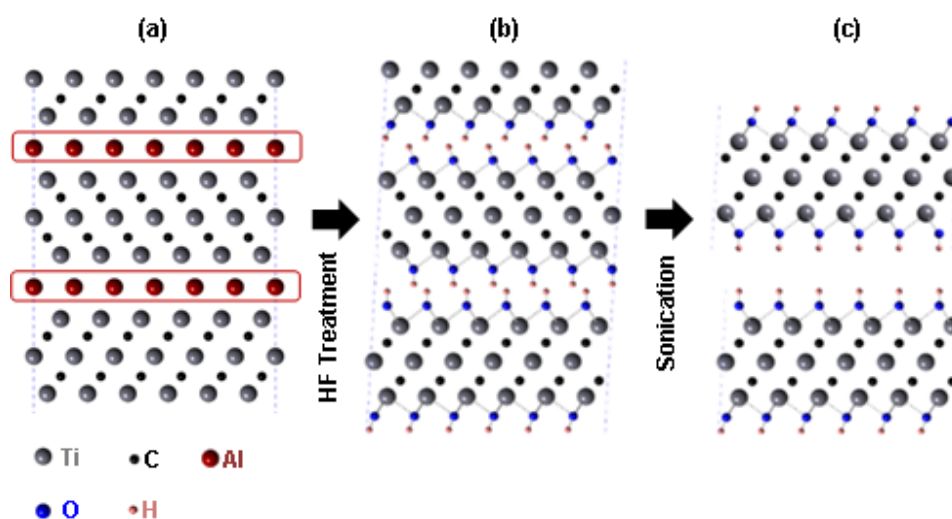 (a) (b) (c)
HF Treatment
Sonication
Ti C Al
O H